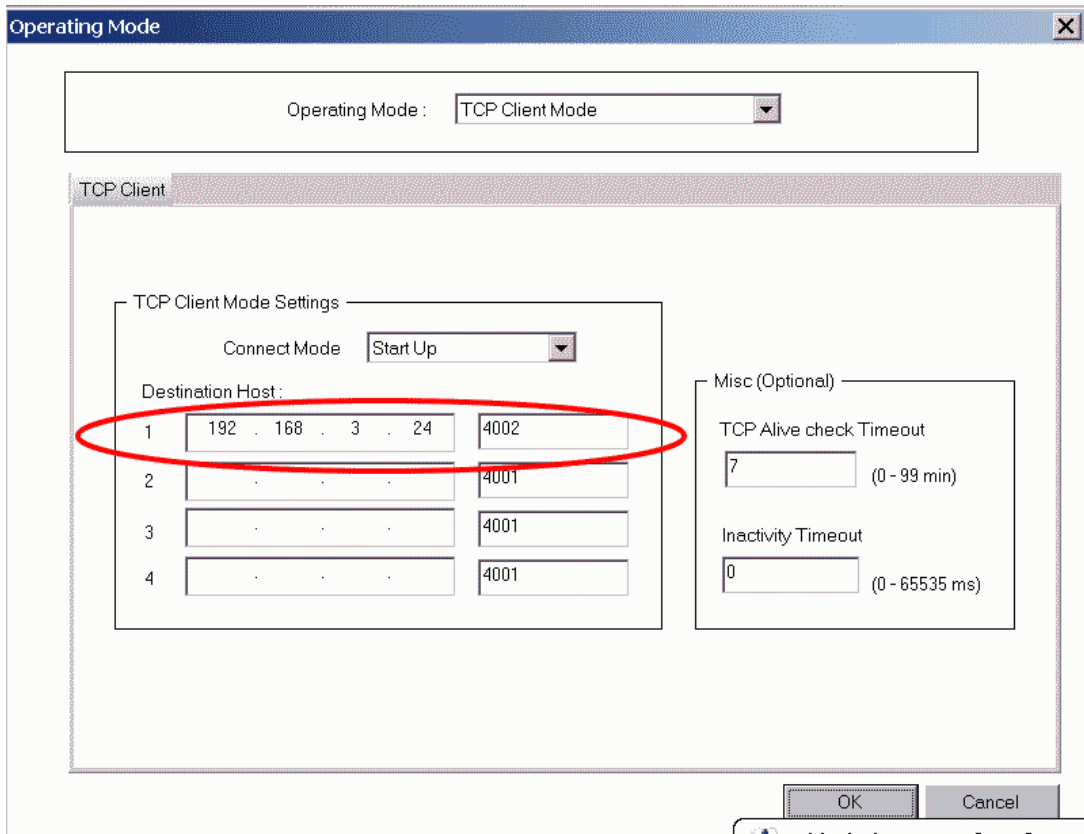 Operating Mode
Operating Mode : TCP Client Mode
TCP Client
TCP Client Mode Settings
Connect Mode Start Up
Destination Host :
1 192 . 168 . 3 . 24 4002
2 . . . 4001
3 . . . 4001
4 . . . 4001
Misc (Optional)
TCP Alive check Timeout
7 (0 - 99 min)
Inactivity Timeout
0 (0 - 65535 ms)
OK Cancel